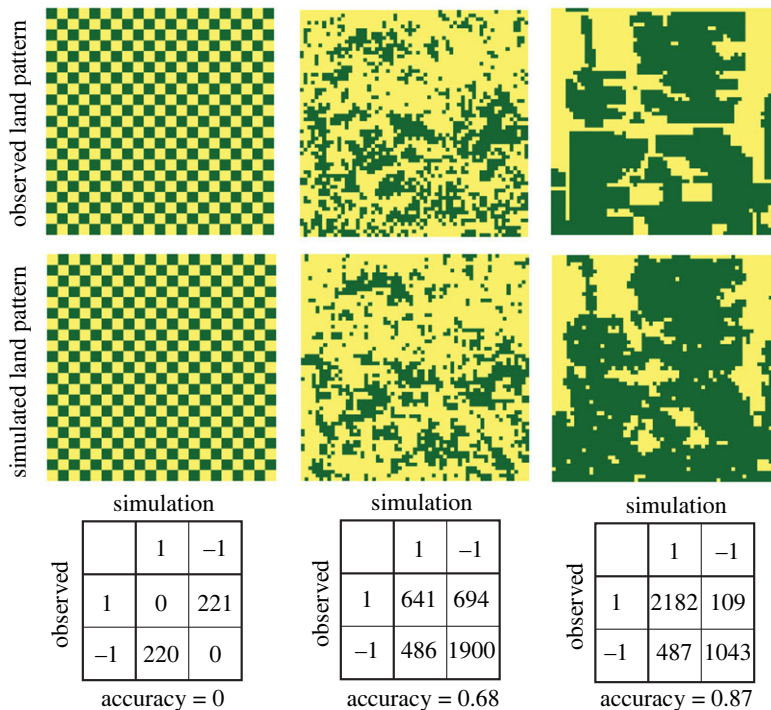 observed land pattern
simulated land pattern
simulation
observed
1 –1
1 0 221
–1 220 0
accuracy = 0
simulation
observed
1 –1
1 641 694
–1 486 1900
accuracy = 0.68
simulation
observed
1 –1
1 2182 109
–1 487 1043
accuracy = 0.87